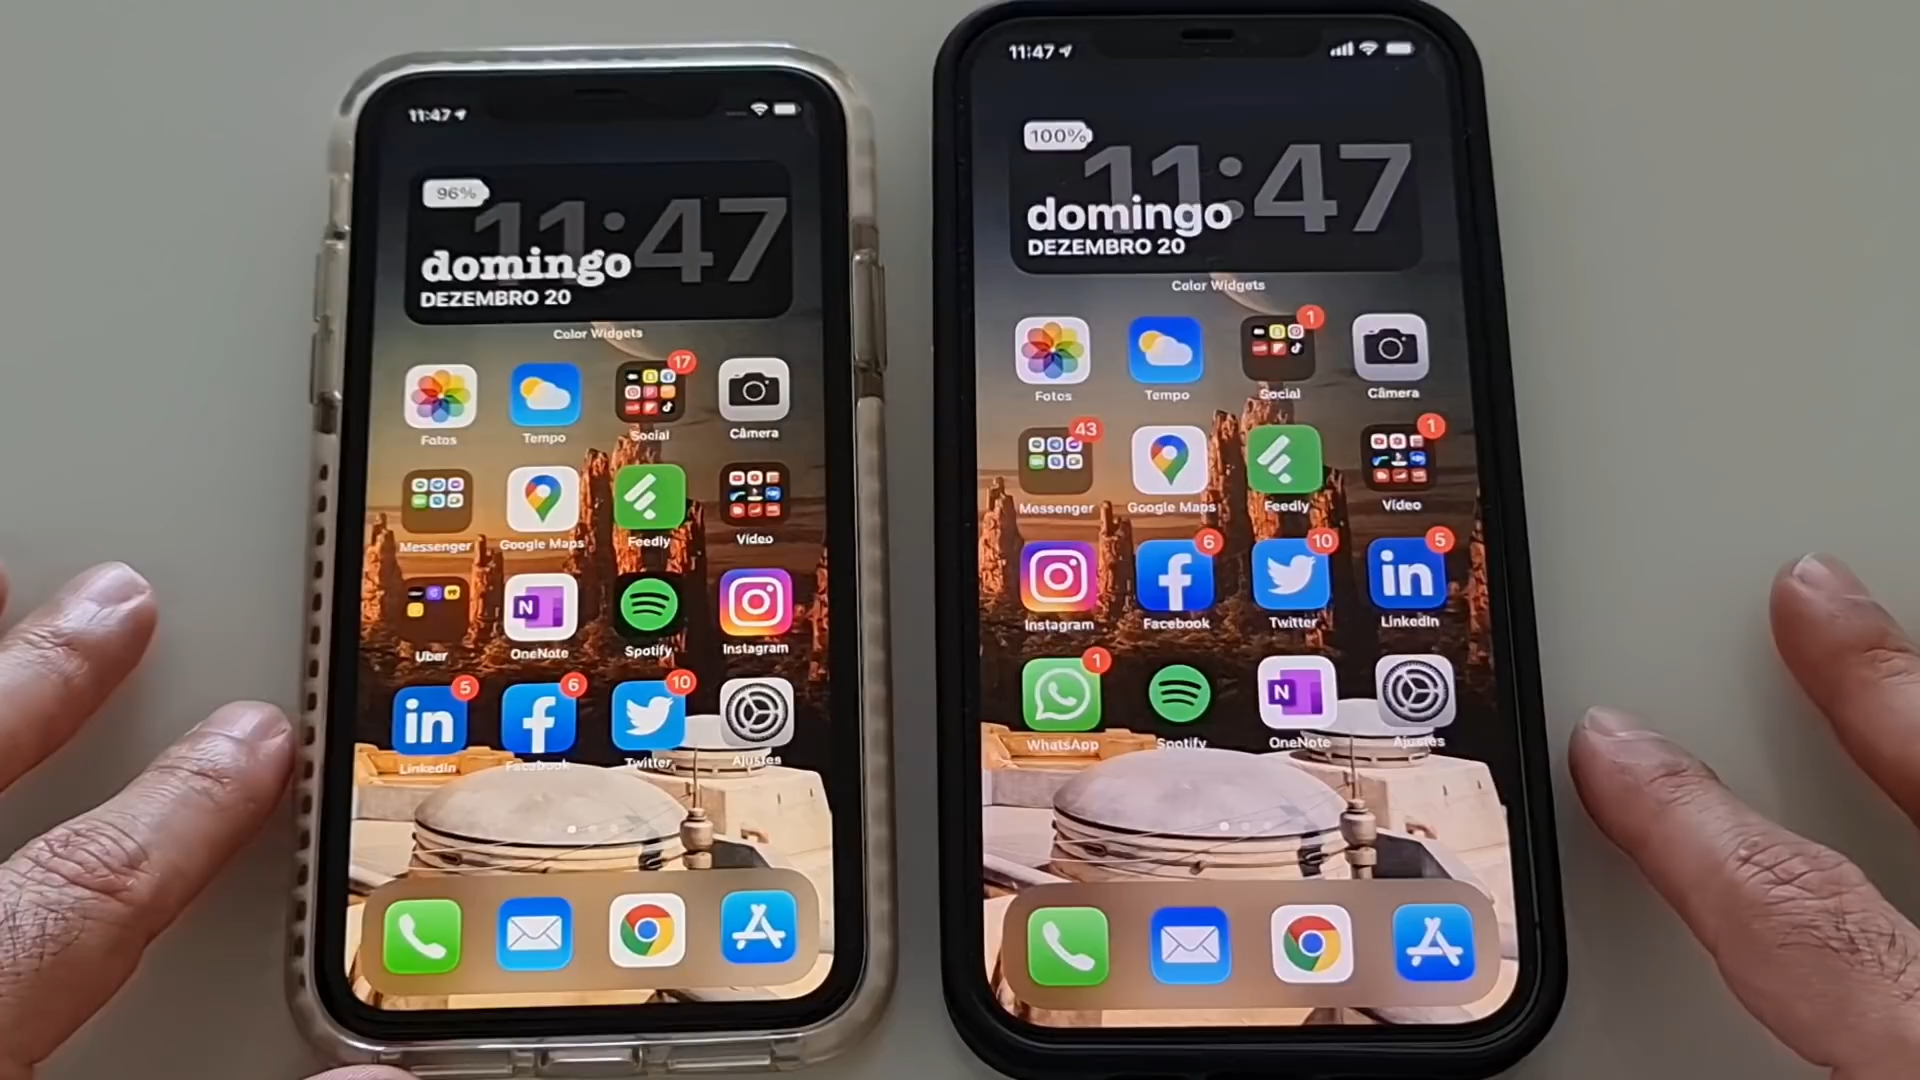 11:47
96%
11:47
domingo
DEZEMBRO 20
Color Widgets
17
Fotos
Tempo
Social
Câmera
Messenger
Google Maps
Feedly
Vídeo
Uber
N
OneNote
Spotify
Instagram
5
6
10
in
f
LinkedIn
Facebook
Twitter
Ajustes
11:47
100%
11:47
domingo
DEZEMBRO 20
Color Widgets
1
Fotos
Tempo
Social
Câmera
43
1
Messenger
Google Maps
Feedly
Vídeo
6
10
5
f
in
Instagram
Facebook
Twitter
LinkedIn
1
N
WhatsApp
Spotify
OneNote
Ajustes